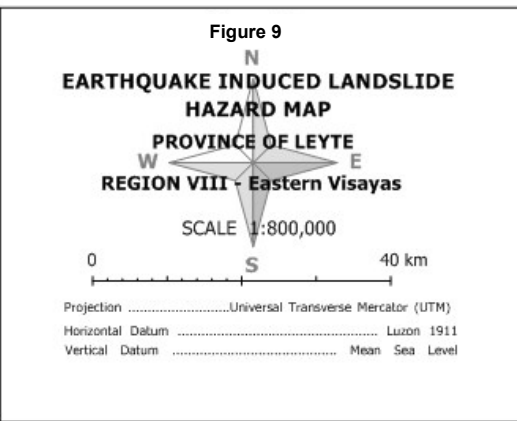 Figure 9
N
EARTHQUAKE INDUCED LANDSLIDE
HAZARD MAP
PROVINCE OF LEYTE
W E
REGION VIII - Eastern Visayas
SCALE 1:800,000
0 S 40 km
Projection ..........................Universal Transverse Mercator (UTM)
Horizontal Datum .................................................... Luzon 1911
Vertical Datum ........................................... Mean Sea Level